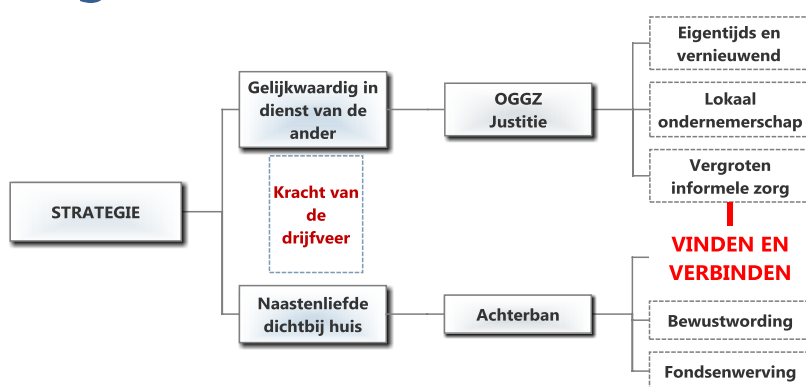 STRATEGIE
Gelijkwaardig in
dienst van de
ander
Kracht van
de
drijfveer
Naastenliefde
dichtbij huis
OGGZ
Justitie
Achterban
Eigentijds en
vernieuwend
Lokaal
ondernemerschap
Vergroten
informele zorg
VINDEN EN
VERBINDEN
Bewustwording
Fondsenwerving